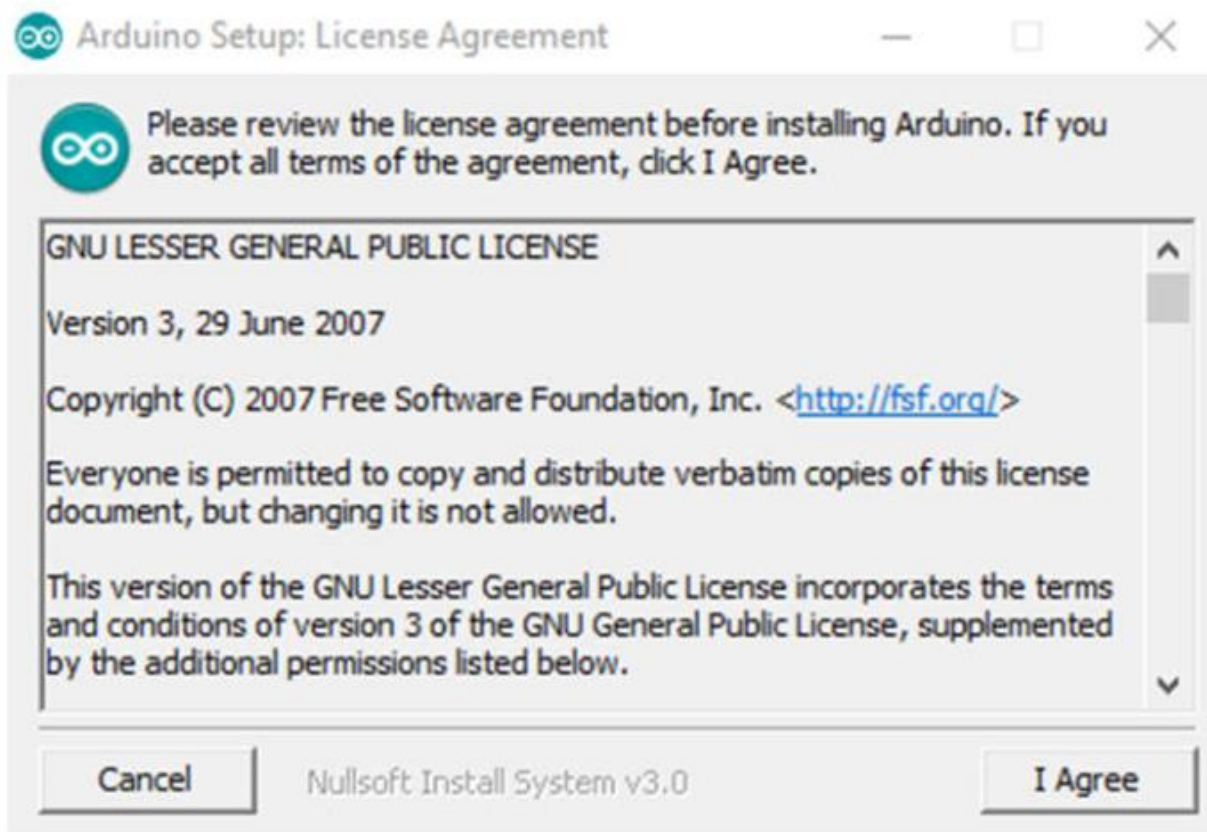 Arduino Setup: License Agreement
Please review the license agreement before installing Arduino. If you
accept all terms of the agreement, click I Agree.
GNU LESSER GENERAL PUBLIC LICENSE
Version 3, 29 June 2007
Copyright (C) 2007 Free Software Foundation, Inc. <http://fsf.org/>
Everyone is permitted to copy and distribute verbatim copies of this license
document, but changing it is not allowed.
This version of the GNU Lesser General Public License incorporates the terms
and conditions of version 3 of the GNU General Public License, supplemented
by the additional permissions listed below.
Cancel
Nullsoft Install System v3.0
I Agree